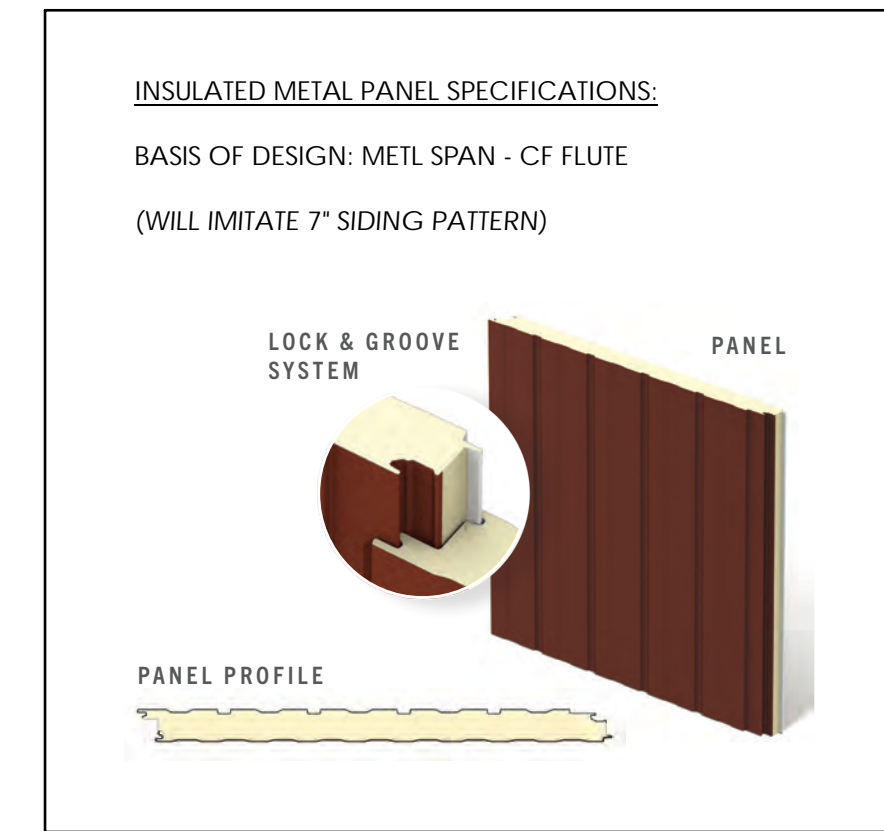 INSULATED METAL PANEL SPECIFICATIONS:
BASIS OF DESIGN: METL SPAN - CF FLUTE
(WILL IMITATE 7" SIDING PATTERN)
LOCK & GROOVE
SYSTEM
PANEL
PANEL PROFILE